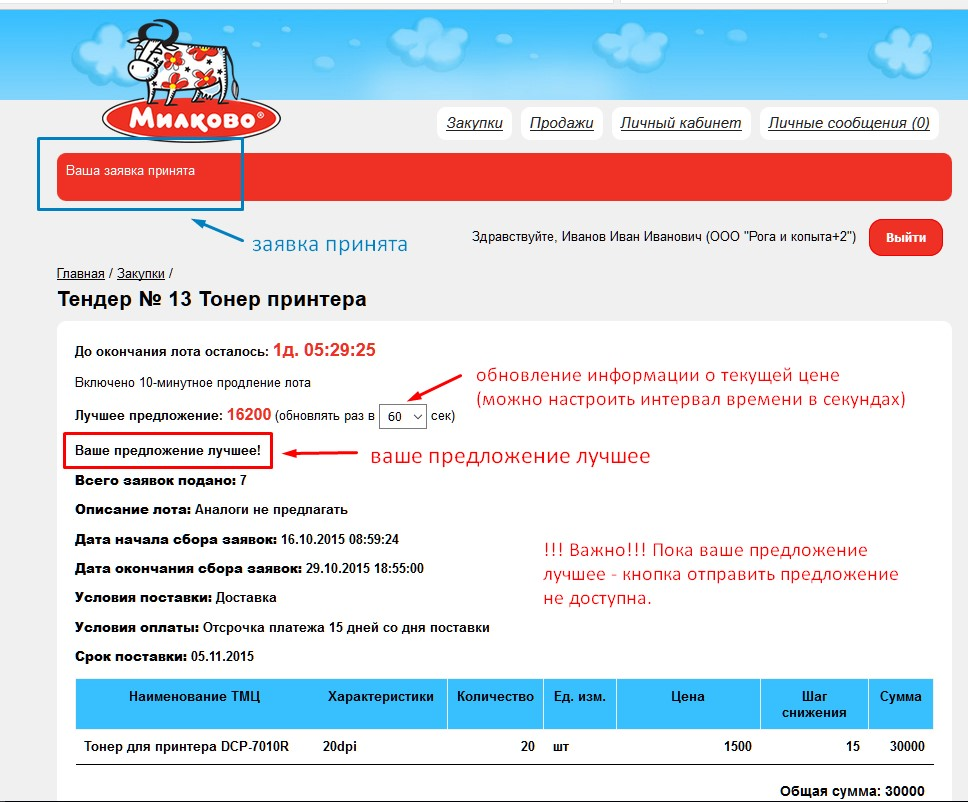 Милково®
Закупки Продажи Личный кабинет Личные сообщения (0)
Ваша заявка принята
заявка принята
Здравствуйте, Иванов Иван Иванович (ООО "Рога и копыта+2") Выйти
Главная / Закупки /
Тендер № 13 Тонер принтера
До окончания лота осталось: 1д. 05:29:25
Включено 10-минутное продление лота
обновление информации о текущей цене
(можно настроить интервал времени в секундах)
Лучшее предложение: 16200 (обновлять раз в 60 сек)
Ваше предложение лучшее!
ваше предложение лучшее
Всего заявок подано: 7
Описание лота: Аналоги не предлагать
Дата начала сбора заявок: 16.10.2015 08:59:24
Дата окончания сбора заявок: 29.10.2015 18:55:00
Условия поставки: Доставка
Условия оплаты: Отсрочка платежа 15 дней со дня поставки
Срок поставки: 05.11.2015
!!! Важно!!! Пока ваше предложение
лучшее - кнопка отправить предложение
не доступна.
Наименование ТМЦ Характеристики Количество Ед. изм. Цена Шаг снижения Сумма
Тонер для принтера DCP-7010R 20dpi 20 шт 1500 15 30000
Общая сумма: 30000